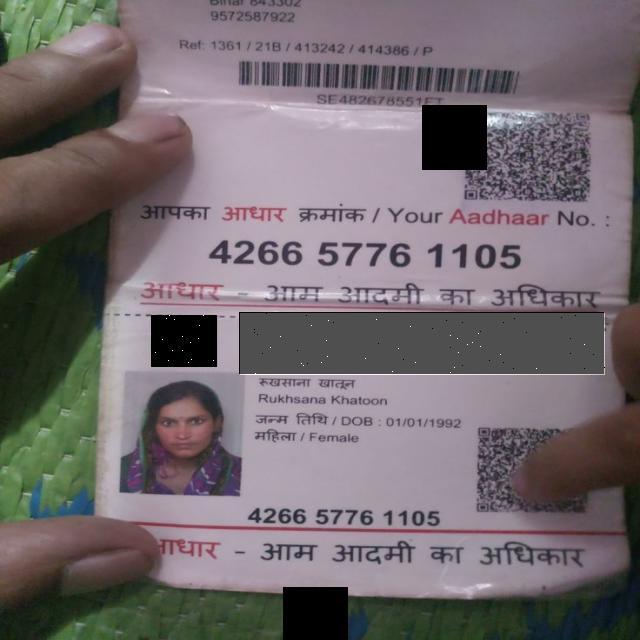 Bihar 843302
9572587922
Ref: 1361 / 21B / 413242 / 414386 / P
SE482678551FT
आपका आधार क्रमांक / Your Aadhaar No. :
4266 5776 1105
आधार - आम आदमी का अधिकार
रुखसाना खातून
Rukhsana Khatoon
जन्म तिथि / DOB : 01/01/1992
महिला / Female
4266 5776 1105
आधार - आम आदमी का अधिकार